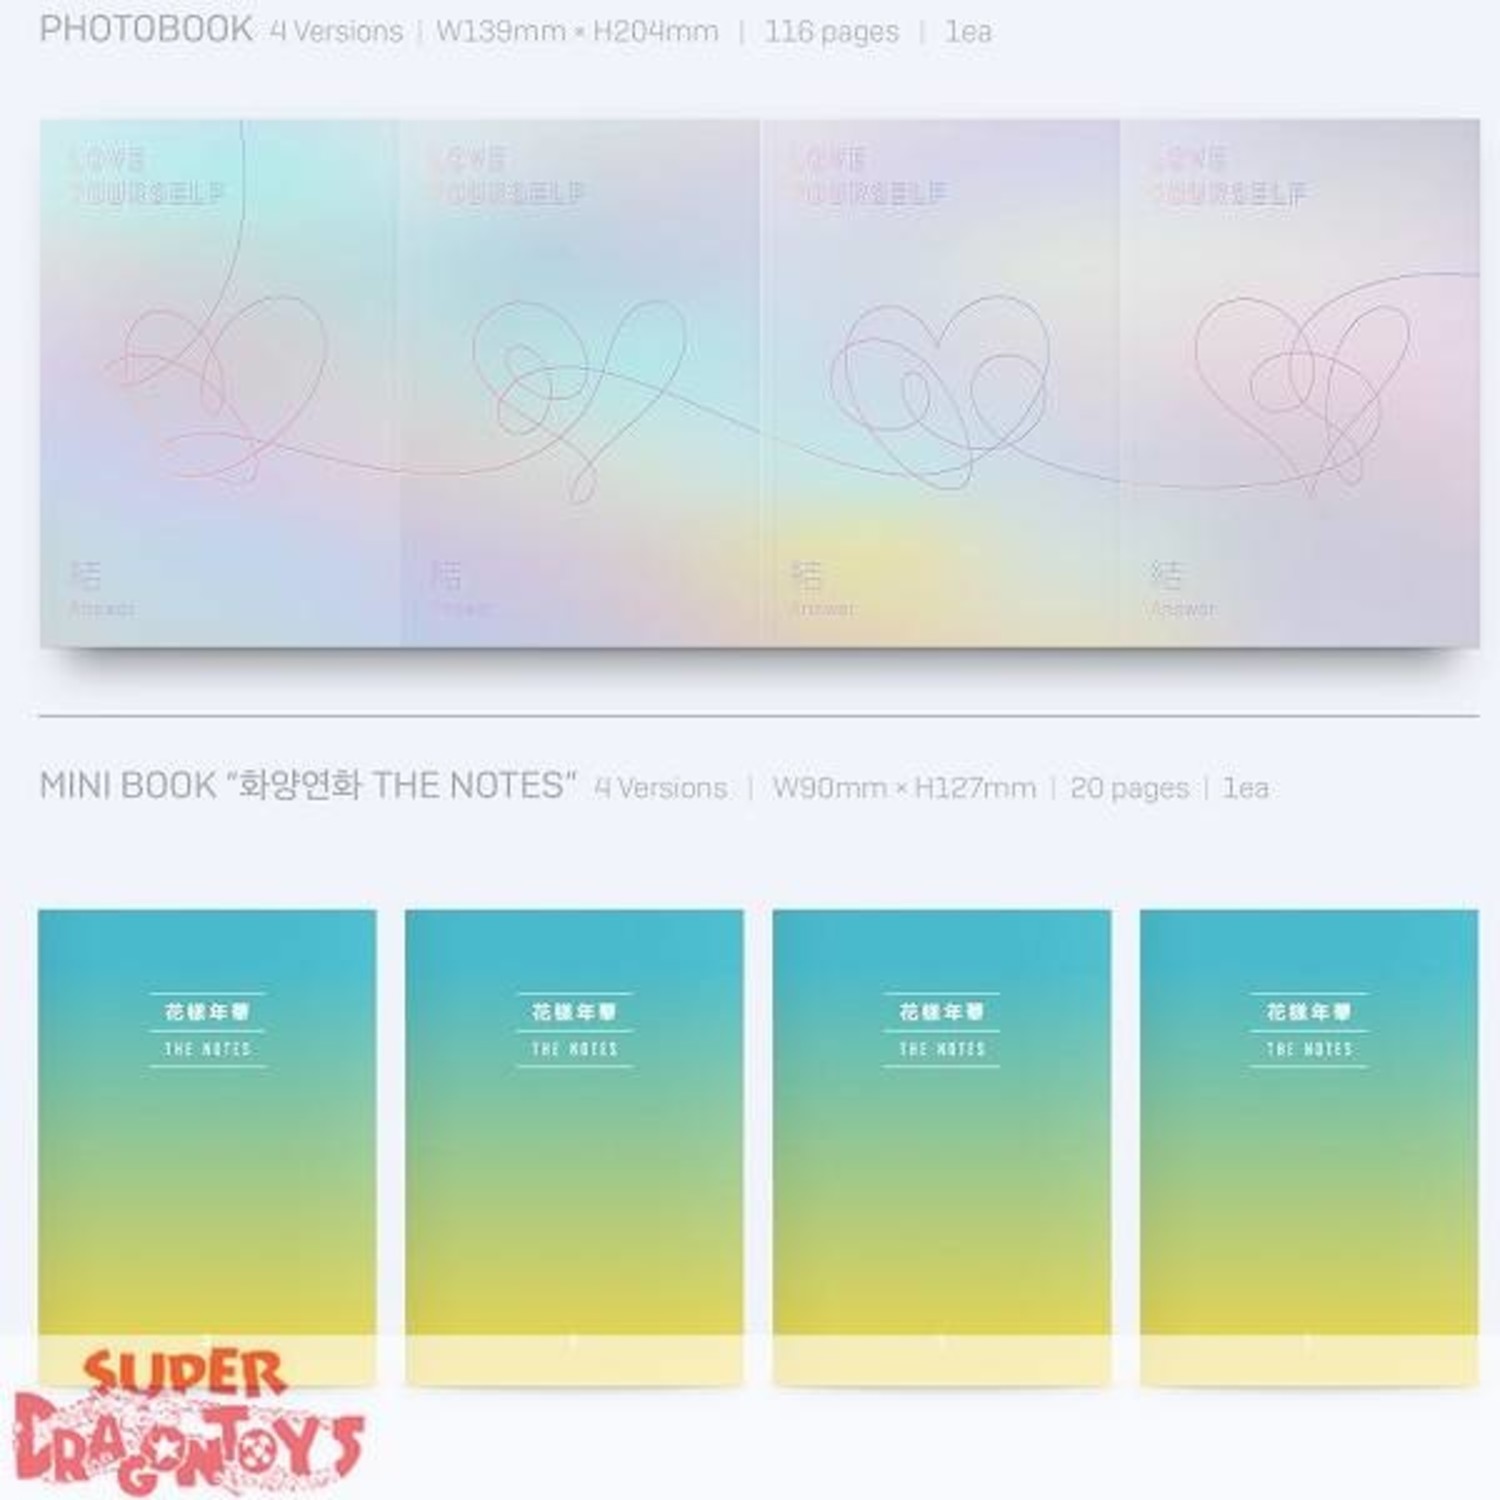 PHOTOBOOK 4 Versions | W139mm × H204mm | 116 pages | 1ea
LOVE
YOURSELF
結
Answer
LOVE
YOURSELF
結
Answer
LOVE
YOURSELF
結
Answer
LOVE
YOURSELF
結
Answer
MINI BOOK “화양연화 THE NOTES” 4 Versions | W90mm × H127mm | 20 pages | 1ea
花樣年華
THE NOTES
花樣年華
THE NOTES
花樣年華
THE NOTES
花樣年華
THE NOTES
SUPER
DRAGONTOYS